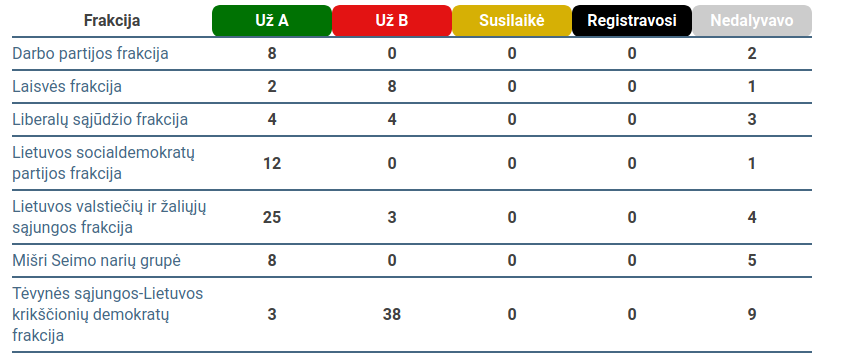 Frakcija Už A Už B Susilaikė Registravosi Nedalyvavo
Darbo partijos frakcija 8 0 0 0 2
Laisvės frakcija 2 8 0 0 1
Liberalų sąjūdžio frakcija 4 4 0 0 3
Lietuvos socialdemokratų
partijos frakcija 12 0 0 0 1
Lietuvos valstiečių ir žaliųjų
sąjungos frakcija 25 3 0 0 4
Mišri Seimo narių grupė 8 0 0 0 5
Tėvynės sąjungos-Lietuvos
krikščionių demokratų 3 38 0 0 9
frakcija